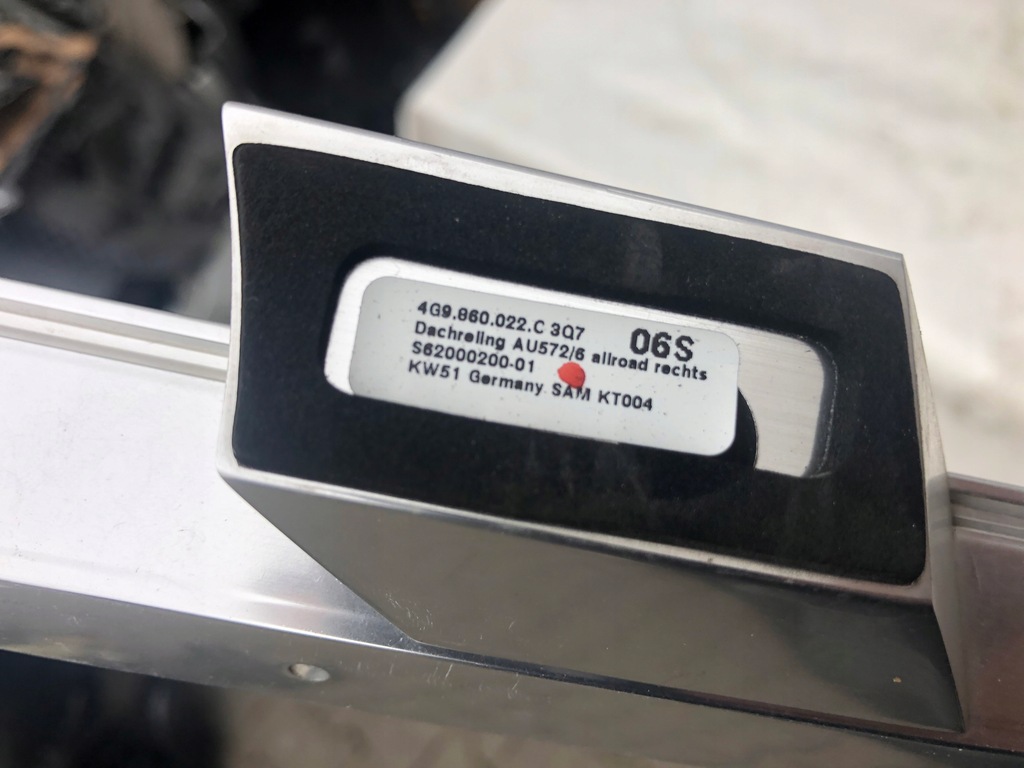 4G9.860.022.C 3Q7 06S
Dachreling AU572/6 allroad rechts
S62000200-01
KW51 Germany SAM KT004